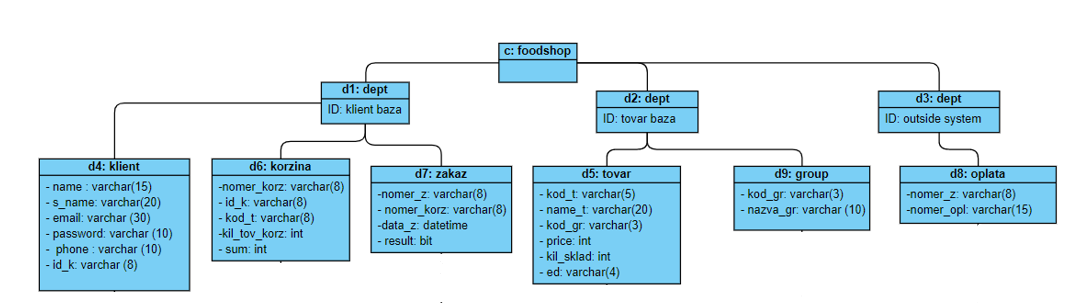 c: foodshop
d1: dept
ID: klient baza
d2: dept
ID: tovar baza
d3: dept
ID: outside system
d4: klient
- name : varchar(15)
- s_name: varchar(20)
- email: varchar (30)
- password: varchar (10)
- phone : varchar (10)
- id_k: varchar (8)
d6: korzina
-nomer_korz: varchar(8)
- id_k: varchar(8)
- kod_t: varchar(8)
-kil_tov_korz: int
- sum: int
d7: zakaz
-nomer_z: varchar(8)
- nomer_korz: varchar(8)
-data_z: datetime
- result: bit
d5: tovar
- kod_t: varchar(5)
- name_t: varchar(20)
- kod_gr: varchar(3)
- price: int
- kil_sklad: int
- ed: varchar(4)
d9: group
- kod_gr: varchar(3)
- nazva_gr: varchar (10)
d8: oplata
- nomer_z: varchar(8)
-nomer_opl: varchar(15)